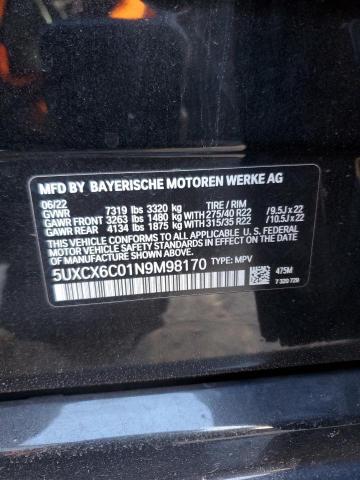 MFD BY BAYERISCHE MOTOREN WERKE AG
06/22 TIRE / RIM
GVWR 7319 lbs 3320 kg
GAWR FRONT 3263 lbs 1480 kg WITH 275/40 R22 /9.5J x 22
GAWR REAR 4134 lbs 1875 kg WITH 315/35 R22 /10.5J x 22
THIS VEHICLE CONFORMS TO ALL APPLICABLE U. S. FEDERAL
MOTOR VEHICLE SAFETY STANDARDS IN EFFECT ON THE
DATE OF MANUFACTURE SHOWN ABOVE.
5UXCX6C01N9M98170 TYPE: MPV 475M
7 320 729